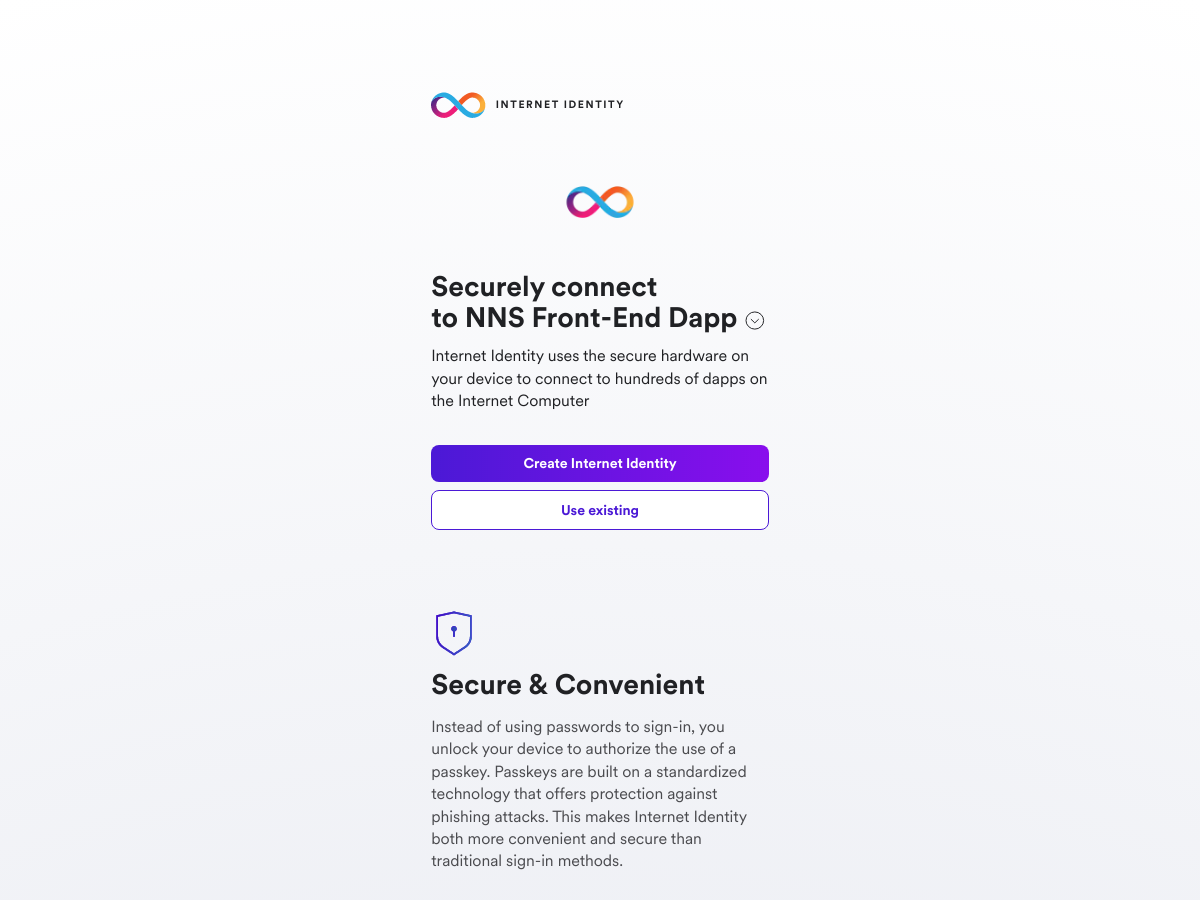 INTERNET IDENTITY
Securely connect
to NNS Front-End Dapp
Internet Identity uses the secure hardware on
your device to connect to hundreds of dapps on
the Internet Computer
Create Internet Identity
Use existing
Secure & Convenient
Instead of using passwords to sign-in, you
unlock your device to authorize the use of a
passkey. Passkeys are built on a standardized
technology that offers protection against
phishing attacks. This makes Internet Identity
both more convenient and secure than
traditional sign-in methods.